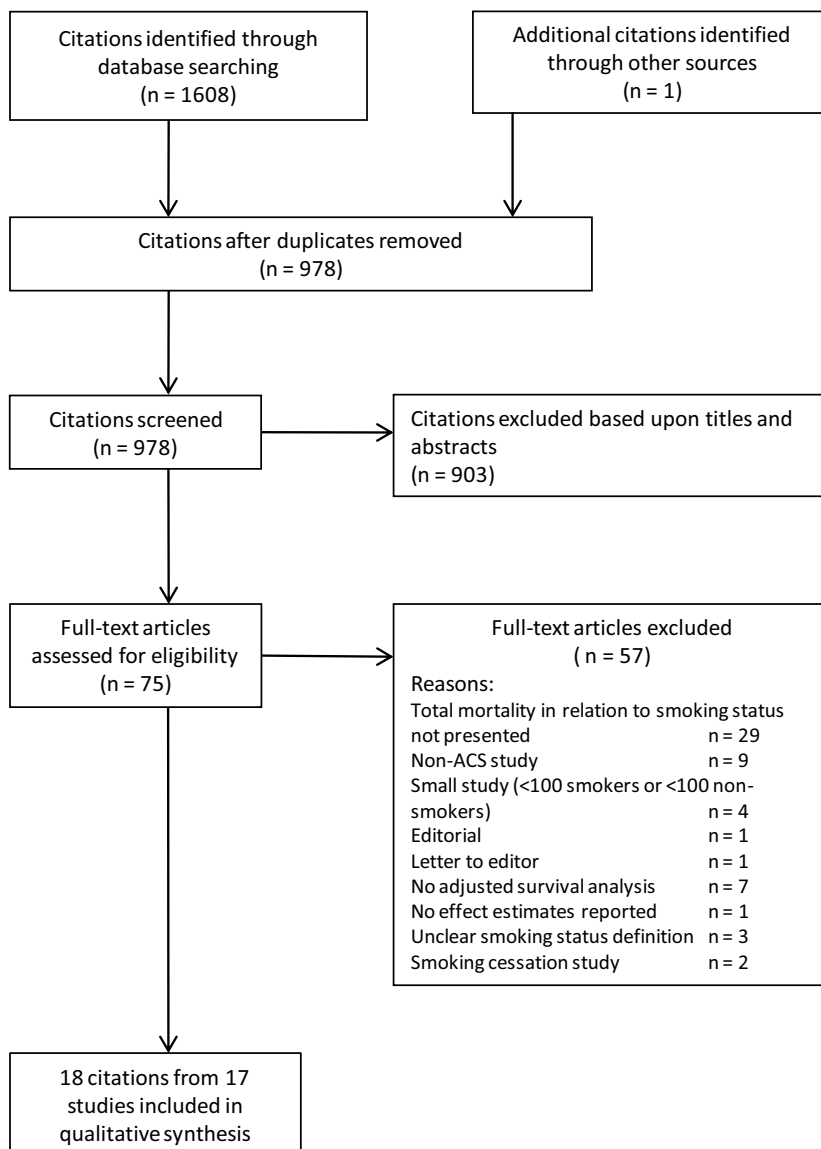 Citations identified through
database searching
(n = 1608)
Additional citations identified
through other sources
(n = 1)
Citations after duplicates removed
(n = 978)
Citations screened
(n = 978)
Citations excluded based upon titles and
abstracts
(n = 903)
Full-text articles
assessed for eligibility
(n = 75)
Full-text articles excluded
( n = 57)
Reasons:
Total mortality in relation to smoking status
not presented n = 29
Non-ACS study n = 9
Small study (<100 smokers or <100 non-
smokers) n = 4
Editorial n = 1
Letter to editor n = 1
No adjusted survival analysis n = 7
No effect estimates reported n = 1
Unclear smoking status definition n = 3
Smoking cessation study n = 2
18 citations from 17
studies included in
qualitative synthesis